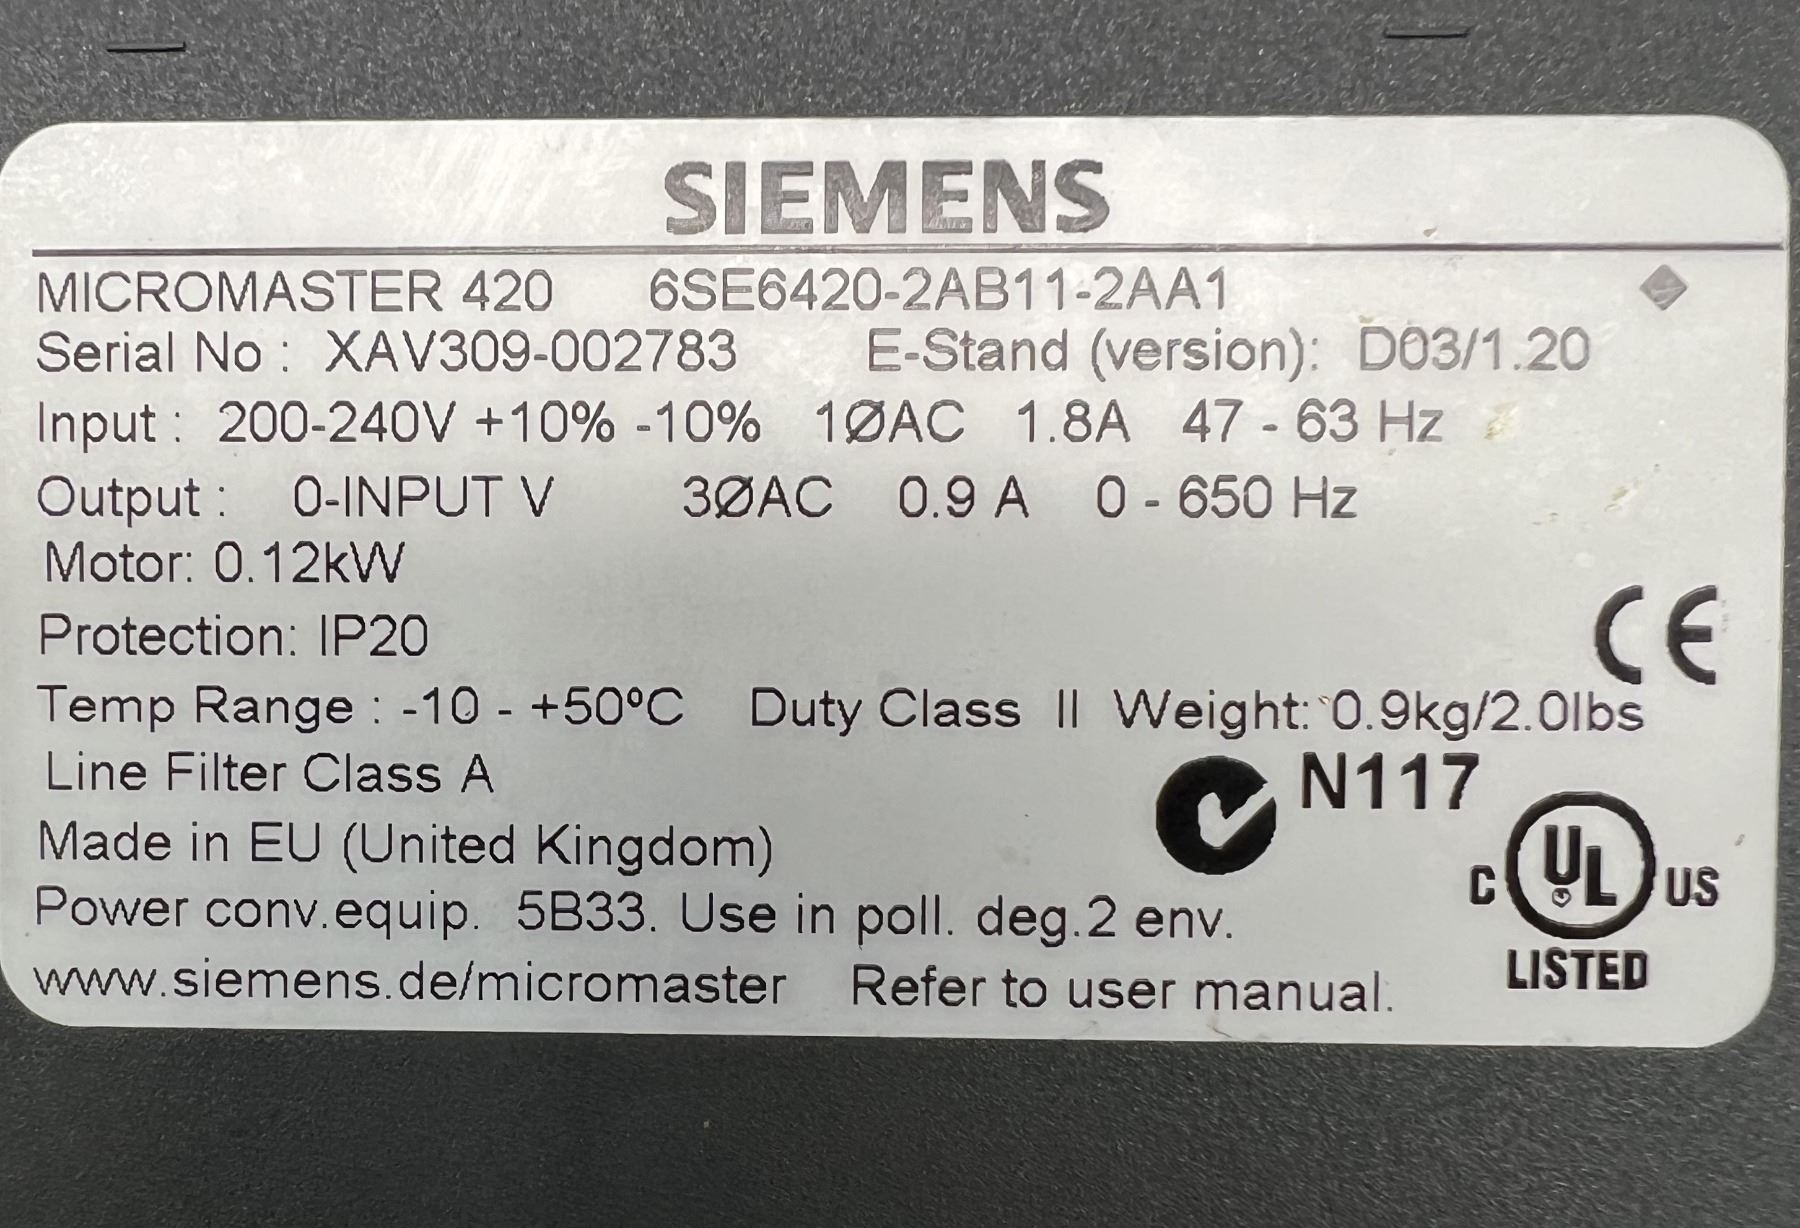 SIEMENS
MICROMASTER 420 6SE6420-2AB11-2AA1
Serial No : XAV309-002783 E-Stand (version): D03/1.20
Input : 200-240V +10% -10% 1ØAC 1.8A 47 - 63 Hz
Output : 0-INPUT V 3ØAC 0.9 A 0 - 650 Hz
Motor: 0.12kW
Protection: IP20
CE
Temp Range : -10 - +50ºC Duty Class II Weight: 0.9kg/2.0lbs
Line Filter Class A
N117
Made in EU (United Kingdom)
C UL US
Power conv.equip. 5B33. Use in poll. deg.2 env.
LISTED
www.siemens.de/micromaster Refer to user manual.